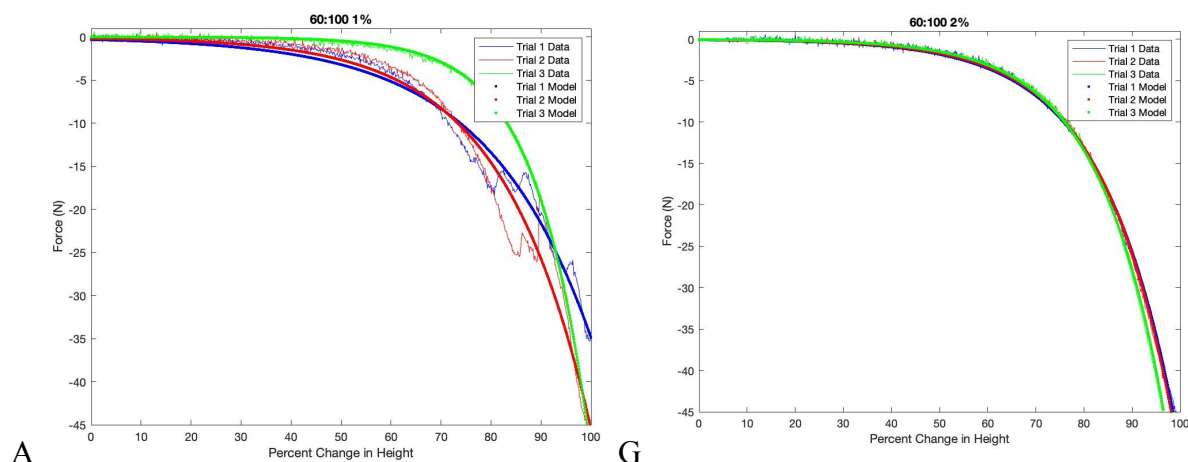 60:100 1%
0
-5
-10
-15
-20
-25
-30
-35
-40
-45
Force (N)
0 10 20 30 40 50 60 70 80 90 100
Percent Change in Height
Trial 1 Data
Trial 2 Data
Trial 3 Data
Trial 1 Model
Trial 2 Model
Trial 3 Model
A
60:100 2%
0
-5
-10
-15
-20
-25
-30
-35
-40
-45
Force (N)
0 10 20 30 40 50 60 70 80 90 100
Percent Change in Height
Trial 1 Data
Trial 2 Data
Trial 3 Data
Trial 1 Model
Trial 2 Model
Trial 3 Model
G